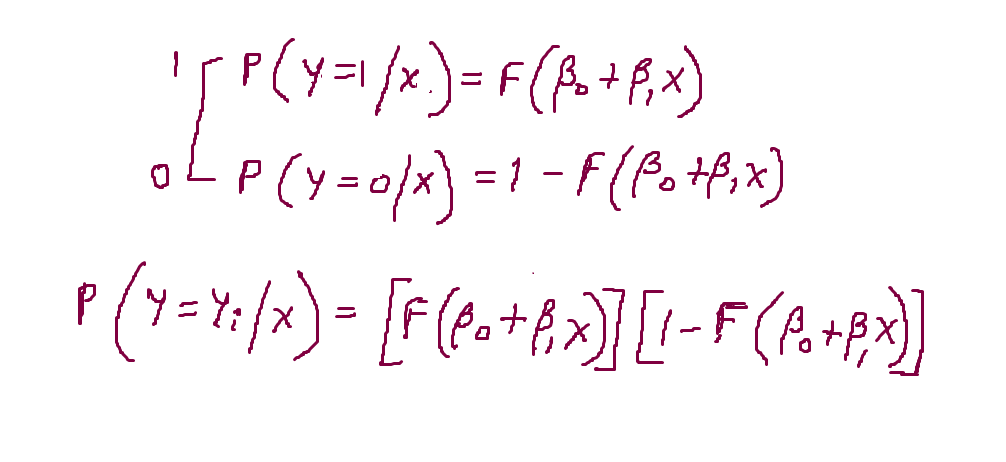 1 P(y=1/x.) = F(β₀+β₁x)
0 P(y=0/x) = 1 - F(β₀+β₁x)
P(y=yᵢ/x) = [F(β₀+β₁x)][1-F(β₀+β₁x)]